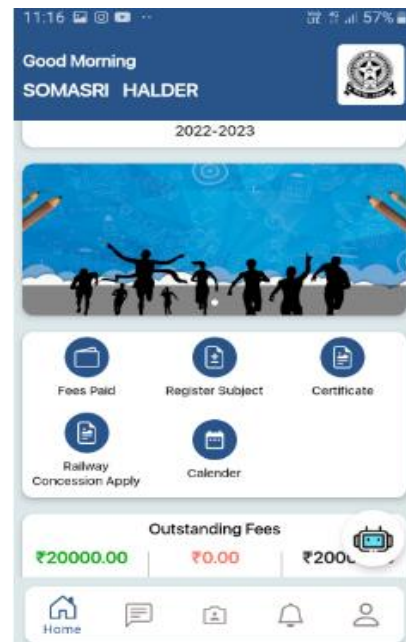 11:16
57%
Good Morning
SOMASRI HALDER
2022-2023
Fees Paid
Register Subject
Certificate
Railway
Concession Apply
Calender
Outstanding Fees
₹20000.00
₹0.00
Home